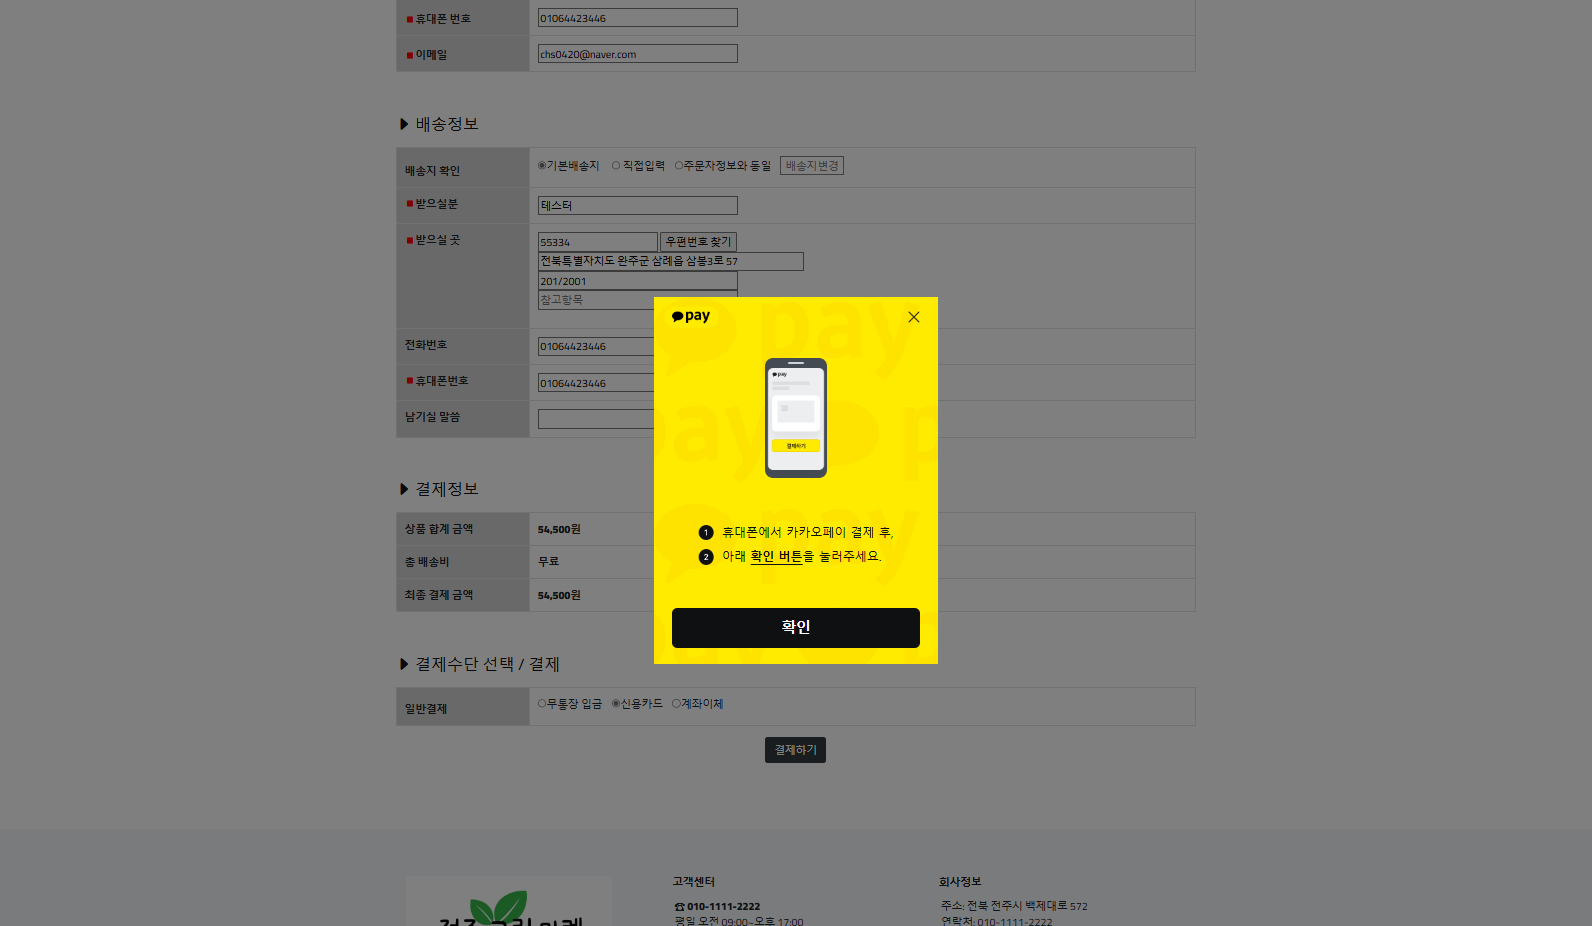 휴대폰 번호
01064423446
이메일
chs0420@naver.com
배송정보
배송지 확인
기본배송지 직접입력 주문자정보와 동일 배송지변경
받으실분
테스터
받으실 곳
55334 우편번호 찾기
전북특별자치도 완주군 삼례읍 삼봉3로 57
201/2001
참고항목
전화번호
01064423446
휴대폰번호
01064423446
남기실 말씀
pay
pay
결제하기
1 휴대폰에서 카카오페이 결제 후,
2 아래 확인 버튼을 눌러주세요.
확인
결제정보
상품 합계 금액
54,500원
총 배송비
무료
최종 결제 금액
54,500원
결제수단 선택 / 결제
일반결제
무통장 입금 신용카드 계좌이체
결제하기
고객센터
☎ 010-1111-2222
평일 오전 09:00~오후 17:00
회사정보
주소: 전북 전주시 백제대로 572
연락처: 010-1111-2222